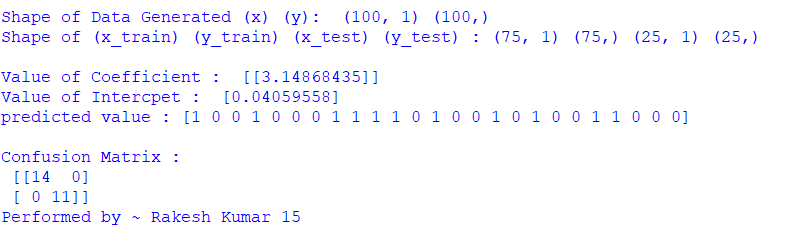 Shape of Data Generated (x) (y):  (100, 1) (100,)
Shape of (x_train) (y_train) (x_test) (y_test) : (75, 1) (75,) (25, 1) (25,)
Value of Coefficient :  [[3.14868435]]
Value of Intercpet :  [0.04059558]
predicted value : [1 0 0 1 0 0 0 1 1 1 1 0 1 0 0 1 0 1 0 0 1 1 0 0 0]
Confusion Matrix :
[[14  0]
[ 0 11]]
Performed by ~ Rakesh Kumar 15